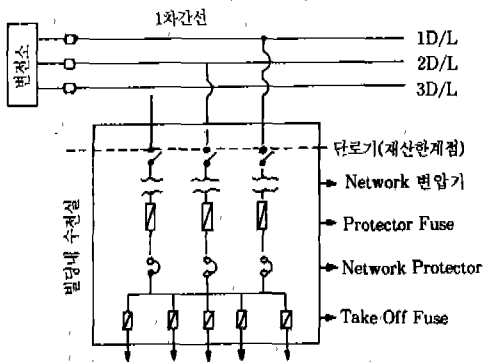 1차간선
변전소
1D/L
2D/L
3D/L
단로기(재산한계점)
Network 변압기
Protector Fuse
Network Protector
Take Off Fuse
빌딩내 수전실